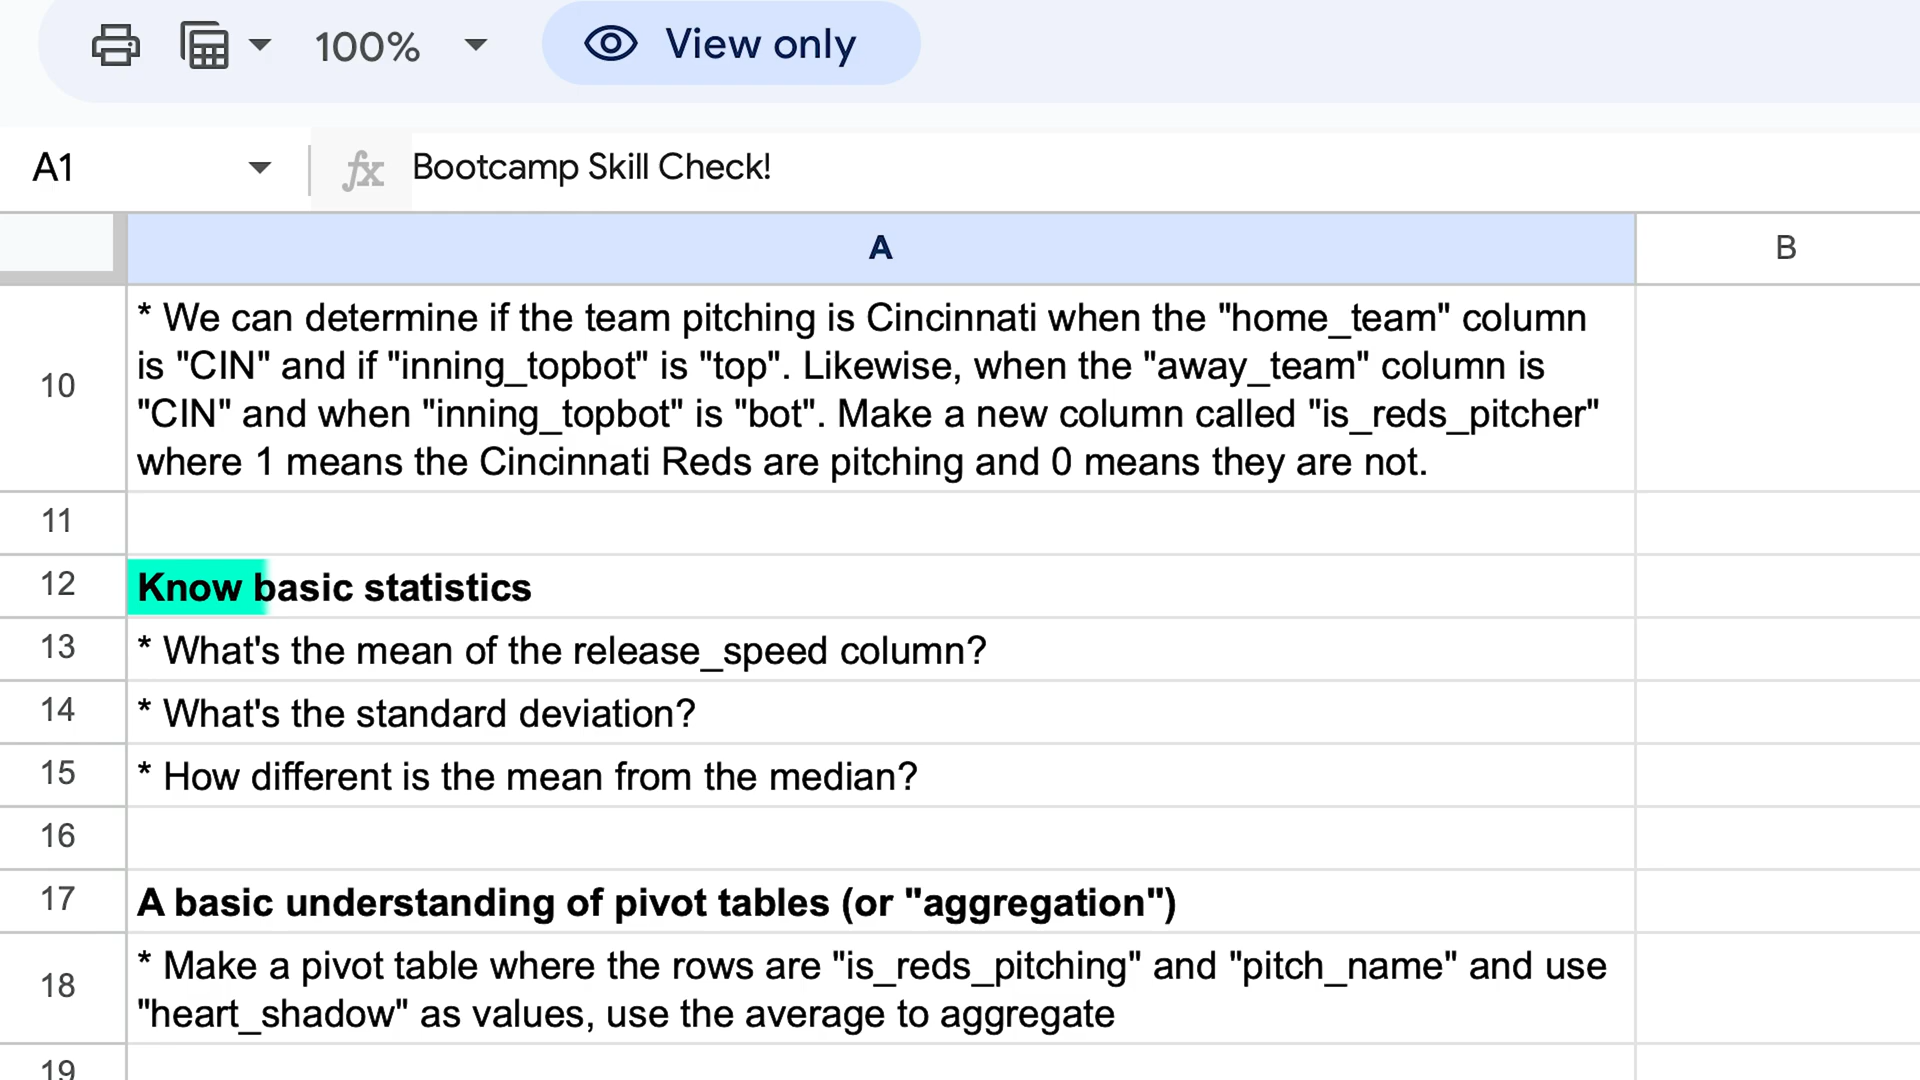 100%
View only
A1
fx
Bootcamp Skill Check!
A
B
10
* We can determine if the team pitching is Cincinnati when the "home_team" column
is "CIN" and if "inning_topbot" is "top". Likewise, when the "away_team" column is
"CIN" and when "inning_topbot" is "bot". Make a new column called "is_reds_pitcher"
where 1 means the Cincinnati Reds are pitching and 0 means they are not.
11
12
Know basic statistics
13
* What's the mean of the release_speed column?
14
* What's the standard deviation?
15
* How different is the mean from the median?
16
17
A basic understanding of pivot tables (or "aggregation")
18
* Make a pivot table where the rows are "is_reds_pitching" and "pitch_name" and use
"heart_shadow" as values, use the average to aggregate
19